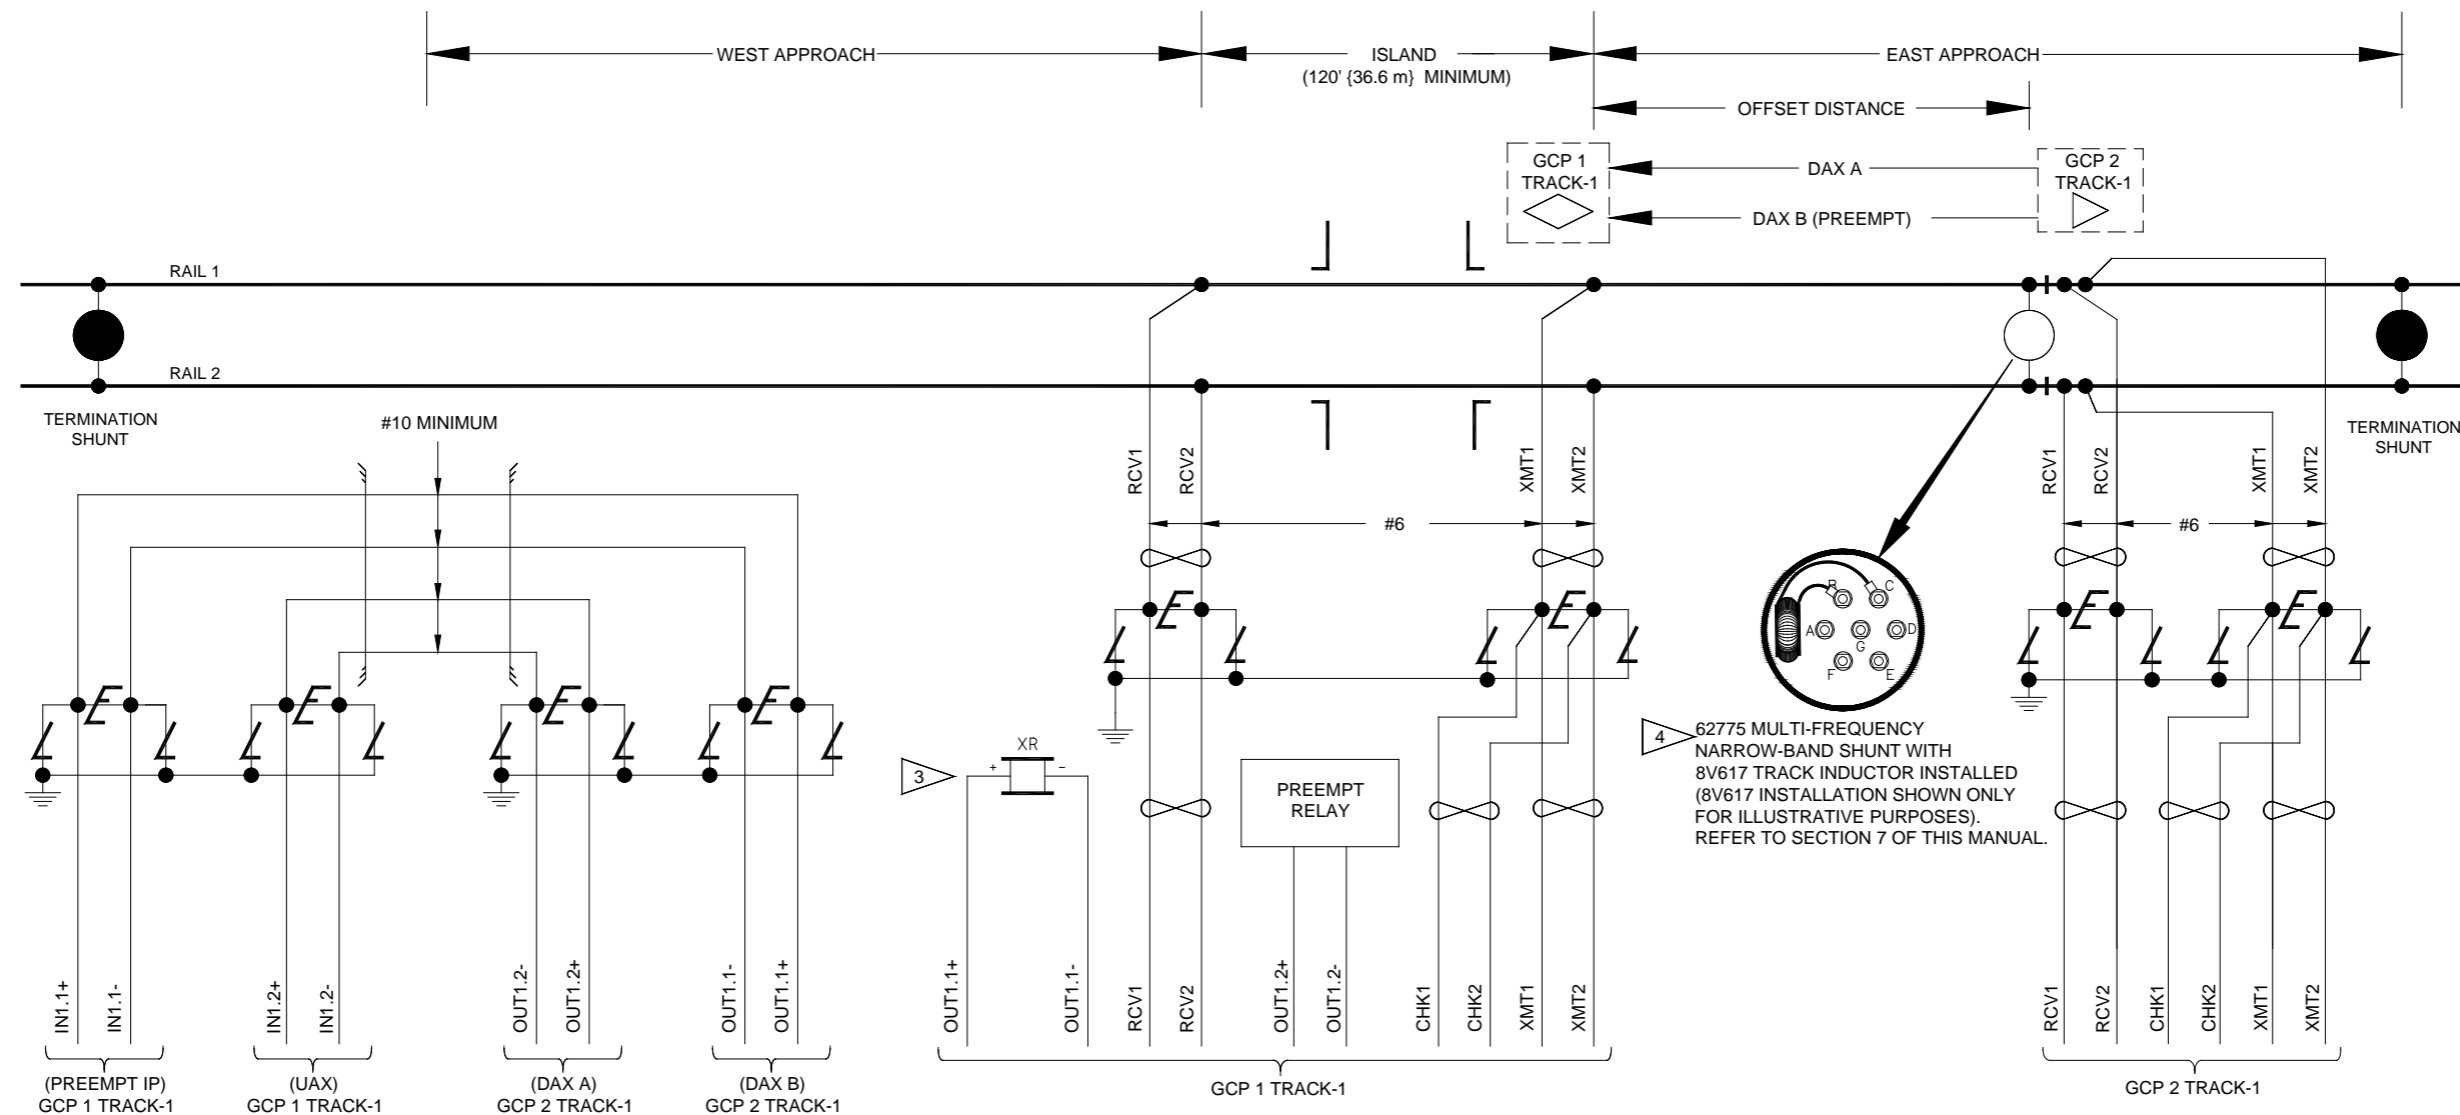 WEST APPROACH
ISLAND
(120' {36.6 m} MINIMUM)
EAST APPROACH
OFFSET DISTANCE
GCP 1
TRACK-1
DAX A
DAX B (PREEMPT)
GCP 2
TRACK-1
RAIL 1
RAIL 2
TERMINATION
SHUNT
#10 MINIMUM
TERMINATION
SHUNT
RCV1
RCV2
XMT1
XMT2
RCV1
RCV2
XMT1
XMT2
#6
#6
B
C
A
D
G
F
E
4
62775 MULTI-FREQUENCY
NARROW-BAND SHUNT WITH
8V617 TRACK INDUCTOR INSTALLED
(8V617 INSTALLATION SHOWN ONLY
FOR ILLUSTRATIVE PURPOSES).
REFER TO SECTION 7 OF THIS MANUAL.
3
XR
+
−
PREEMPT
RELAY
IN1.1+
IN1.1-
IN1.2+
IN1.2-
OUT1.2-
OUT1.2+
OUT1.1-
OUT1.1+
OUT1.1+
OUT1.1-
RCV1
RCV2
OUT1.2+
OUT1.2-
CHK1
CHK2
XMT1
XMT2
RCV1
RCV2
CHK1
CHK2
XMT1
XMT2
(PREEMPT IP)
GCP 1 TRACK-1
(UAX)
GCP 1 TRACK-1
(DAX A)
GCP 2 TRACK-1
(DAX B)
GCP 2 TRACK-1
GCP 1 TRACK-1
GCP 2 TRACK-1